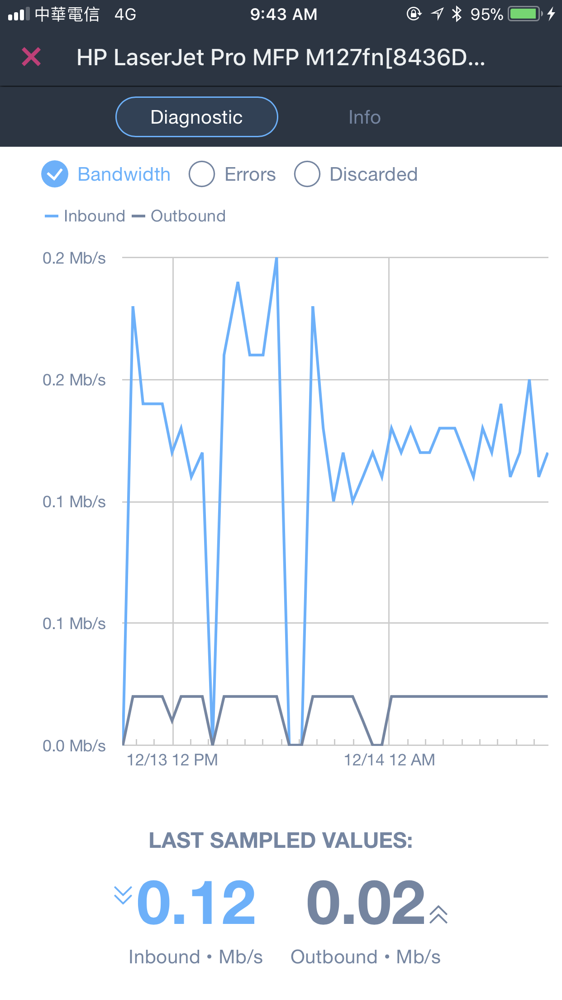 中華電信 4G 9:43 AM 95%
HP LaserJet Pro MFP M127fn[8436D...
Diagnostic Info
Bandwidth Errors Discarded
Inbound Outbound
0.2 Mb/s
0.2 Mb/s
0.1 Mb/s
0.1 Mb/s
0.0 Mb/s
12/13 12 PM 12/14 12 AM
LAST SAMPLED VALUES:
0.12 0.02
Inbound • Mb/s Outbound • Mb/s